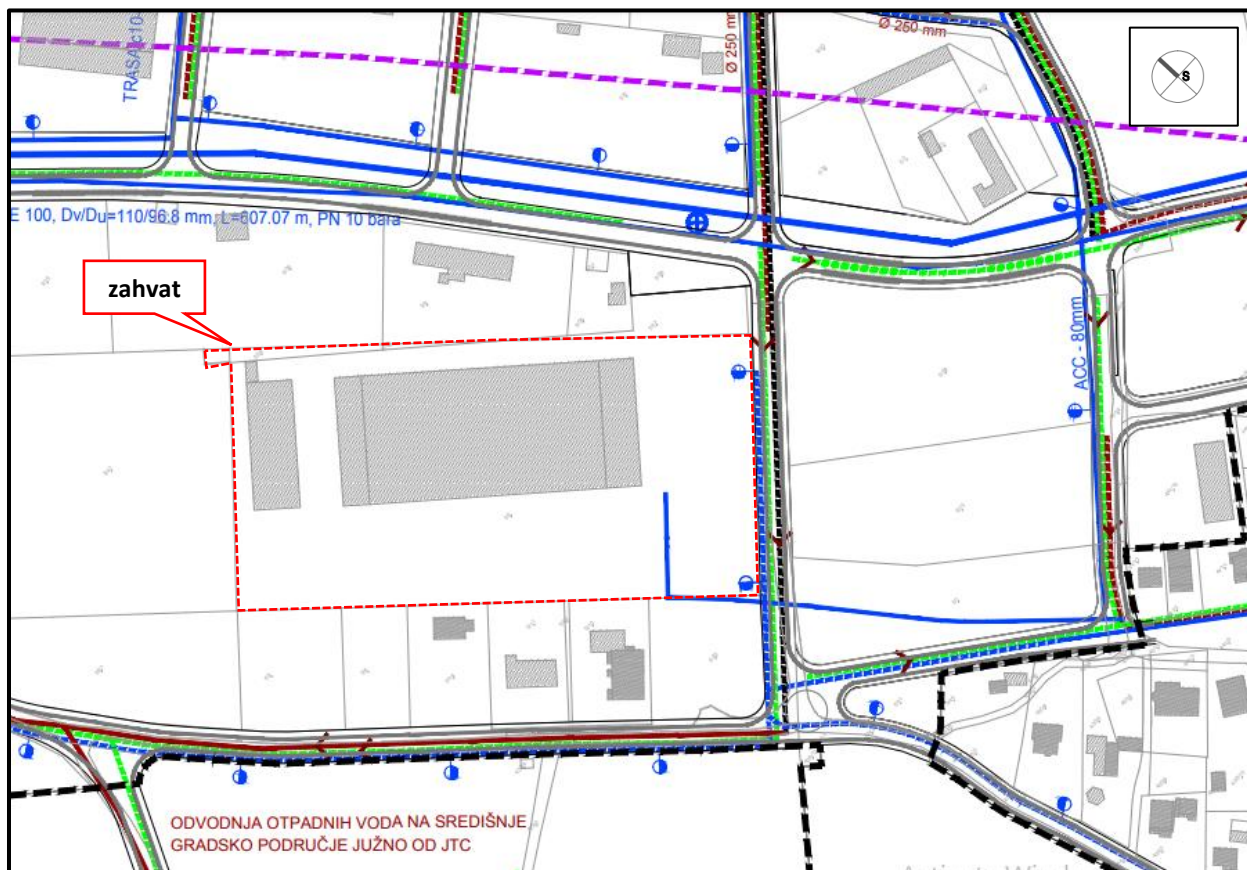 TRASA c10
Ø 250 mm
Ø 250 mm
S
E 100, Dv/Du=110/96.8 mm, L=607.07 m, PN 10 bara
zahvat
ACC - 80mm
ODVODNJA OTPADNIH VODA NA SREDIŠNJE
GRADSKO PODRUČJE JUŽNO OD JTC